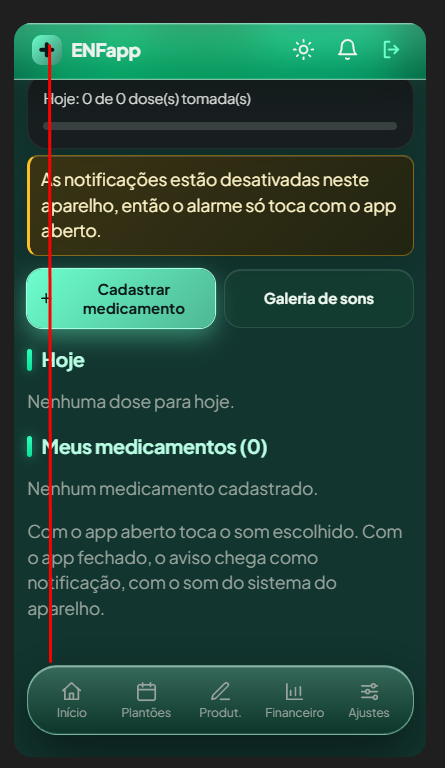 ENFapp
Hoje: 0 de 0 dose(s) tomada(s)
As notificações estão desativadas neste
aparelho, então o alarme só toca com o app
aberto.
+ Cadastrar
medicamento
Galeria de sons
Hoje
Nenhuma dose para hoje.
Meus medicamentos (0)
Nenhum medicamento cadastrado.
Com o app aberto toca o som escolhido. Com
o app fechado, o aviso chega como
notificação, com o som do sistema do
aparelho.
Início Plantões Produt. Financeiro Ajustes